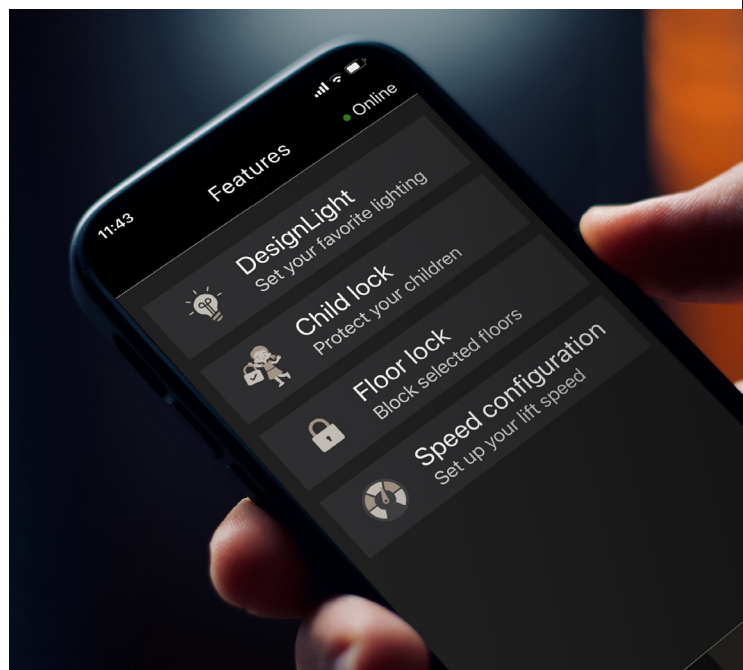 11:43
Features
Online
DesignLight
Set your favorite lighting
Child lock
Protect your children
Floor lock
Block selected floors
Speed configuration
Set up your lift speed